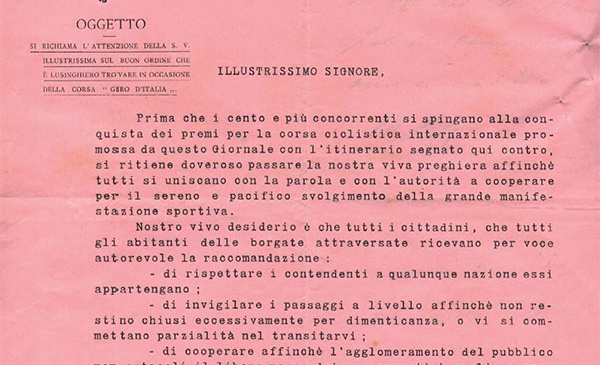 OGGETTO
SI RICHIAMA L'ATTENZIONE DELLA S. V.
ILLUSTRISSIMA SUL BUON ORDINE CHE
È LUSINGHIERO TROVARE IN OCCASIONE
DELLA CORSA "GIRO D'ITALIA„
ILLUSTRISSIMO SIGNORE,
Prima che i cento e più concorrenti si spingano alla con-
quista dei premi per la corsa ciclistica internazionale pro-
mossa da questo Giornale con l'itinerario segnato qui contro,
si ritiene doveroso passare la nostra viva preghiera affinchè
tutti si uniscano con la parola e con l'autorità a cooperare
per il sereno e pacifico svolgimento della grande manife-
stazione sportiva.
Nostro vivo desiderio è che tutti i cittadini, che tutti
gli abitanti delle borgate attraversate ricevano per voce
autorevole la raccomandazione :
- di rispettare i contendenti a qualunque nazione essi
appartengano ;
- di invigilare i passaggi a livello affinchè non re-
stino chiusi eccessivamente per dimenticanza, o vi si com-
mettano parzialità nel transitarvi ;
- di cooperare affinchè l'agglomeramento del pubblico